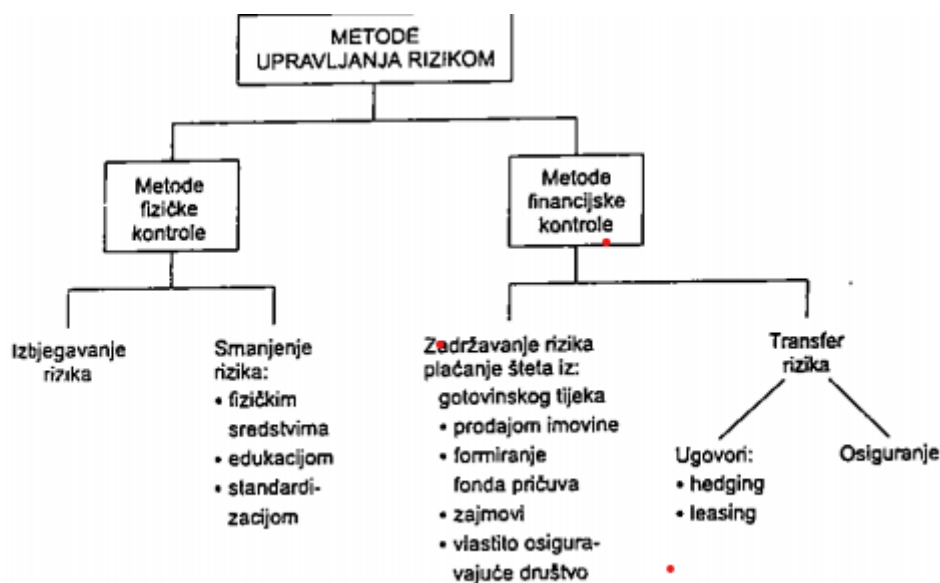 METODE
UPRAVLJANJA RIZIKOM
Metode
fizičke
kontrole
Metode
financijske
kontrole
Izbjegavanje
rizika
Smanjenje
rizika:
• fizičkim
sredstvima
• edukacijom
• standardi-
zacijom
Zadržavanje rizika
plaćanje šteta iz:
gotovinskog tijeka
• prodajom imovine
• formiranje
fonda pričuva
• zajmovi
• vlastito osigura-
vajuće društvo
Transfer
rizika
Ugovori:
• hedging
• leasing
Osiguranje